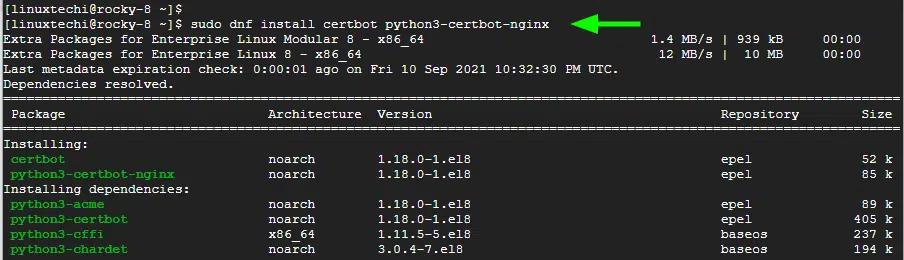 [linuxtechi@rocky-8 ~]$
[linuxtechi@rocky-8 ~]$ sudo dnf install certbot python3-certbot-nginx
Extra Packages for Enterprise Linux Modular 8 - x86_64 1.4 MB/s | 939 kB 00:00
Extra Packages for Enterprise Linux 8 - x86_64 12 MB/s | 10 MB 00:00
Last metadata expiration check: 0:00:01 ago on Fri 10 Sep 2021 10:32:30 PM UTC.
Dependencies resolved.
Package Architecture Version Repository Size
Installing:
certbot noarch 1.18.0-1.el8 epel 52 k
python3-certbot-nginx noarch 1.18.0-1.el8 epel 85 k
Installing dependencies:
python3-acme noarch 1.18.0-1.el8 epel 89 k
python3-certbot noarch 1.18.0-1.el8 epel 405 k
python3-cffi x86_64 1.11.5-5.el8 baseos 237 k
python3-chardet noarch 3.0.4-7.el8 baseos 194 k